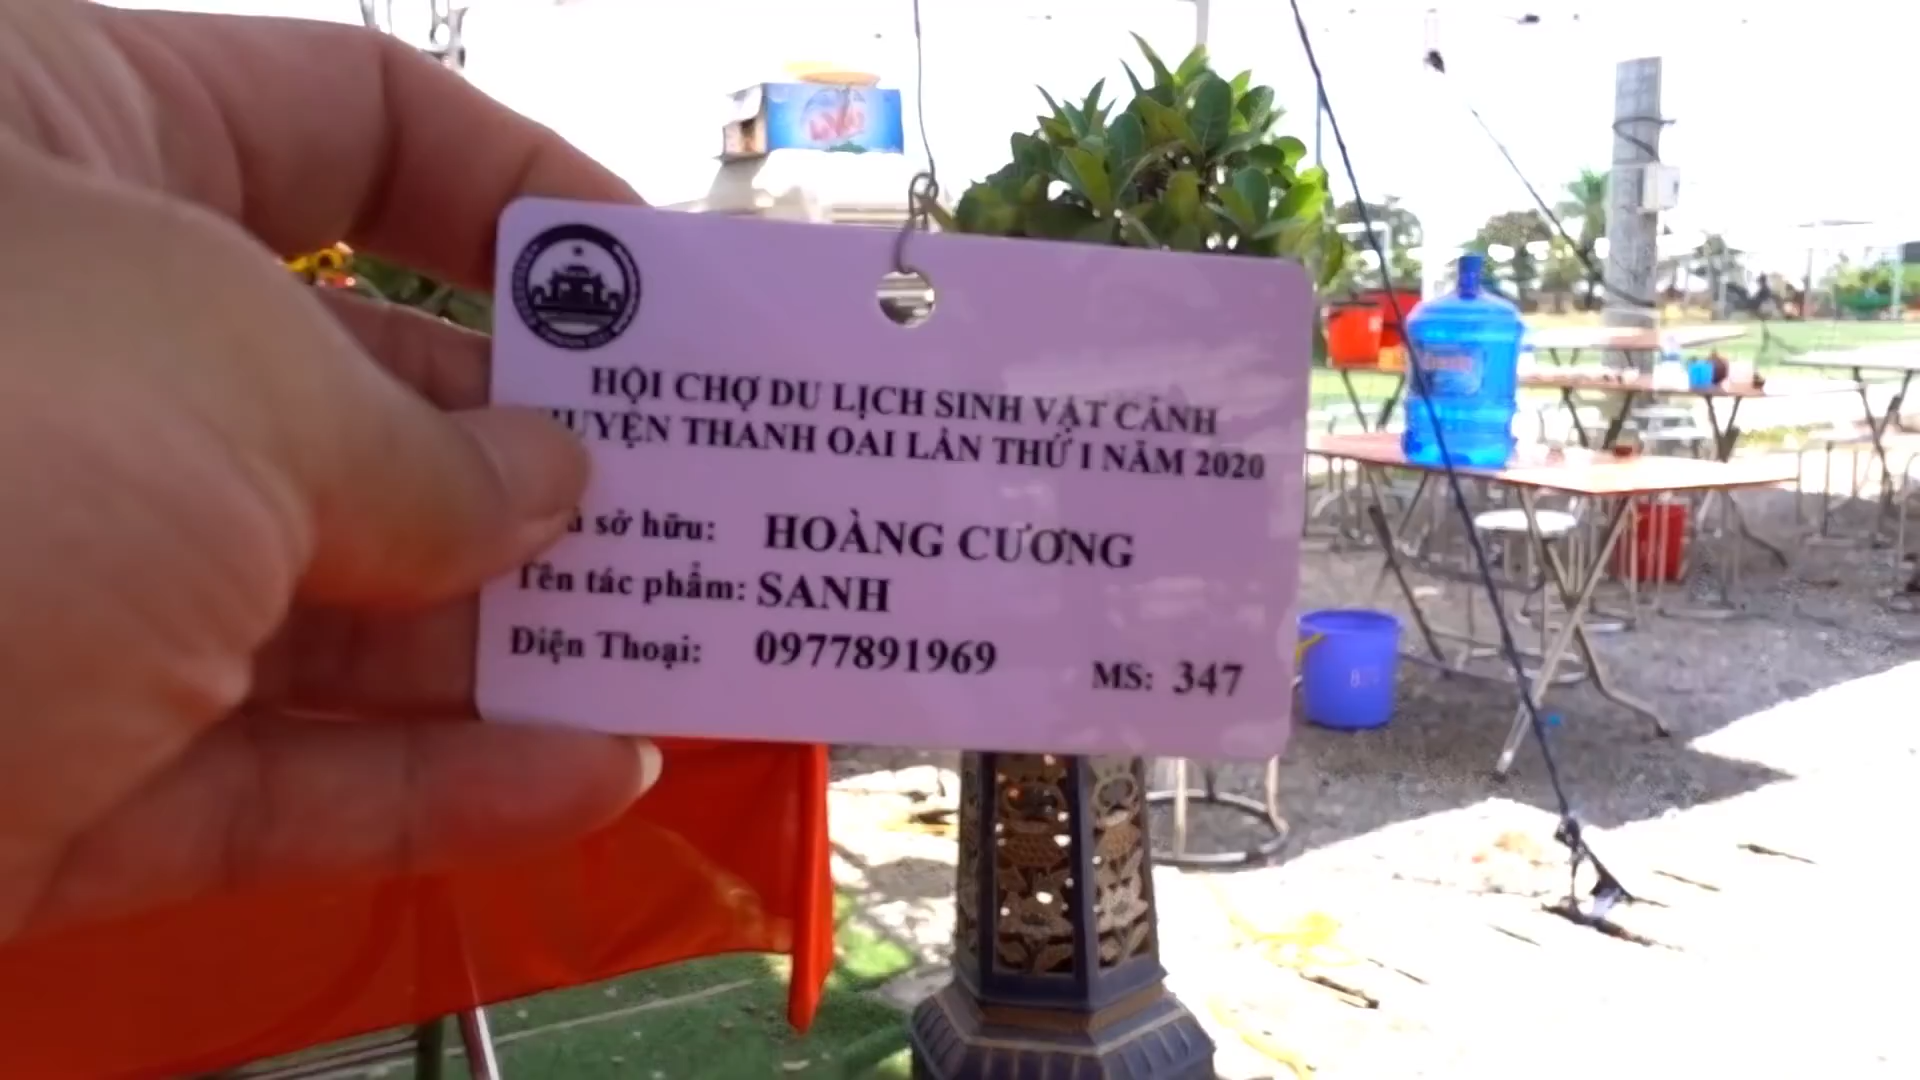 HỘI CHỢ DU LỊCH SINH VẬT CẢNH
HUYỆN THANH OAI LẦN THỨ I NĂM 2020
sở hữu: HOÀNG CƯƠNG
Tên tác phẩm: SANH
Điện Thoại: 0977891969
MS: 347